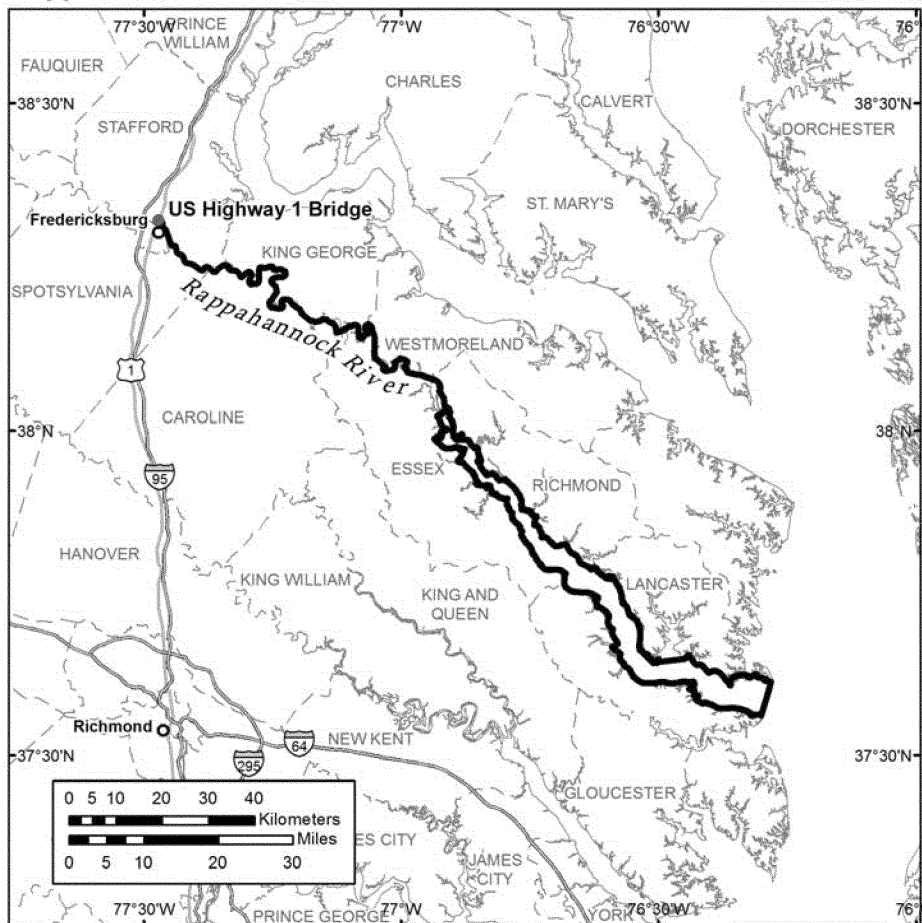 77°30'W
77°W
76°30'W
76°
PRINCE
WILLIAM
FAUQUIER
CHARLES
38°30'N
38°30'N
CALVERT
STAFFORD
DORCHESTER
US Highway 1 Bridge
Fredericksburg
ST. MARY'S
KING GEORGE
SPOTSYLVANIA
Rappahannock River
WESTMORELAND
1
CAROLINE
38°N
38°N
ESSEX
95
RICHMOND
HANOVER
KING WILLIAM
KING AND
QUEEN
LANCASTER
Richmond
64
NEW KENT
37°30'N
37°30'N
295
GLOUCESTER
0 5 10 20 30 40
Kilometers
Miles
0 5 10 20 30
ES CITY
JAMES
CITY
PRINCE GEORGE
YORK
77°30'W
77°W
76°30'W
76°